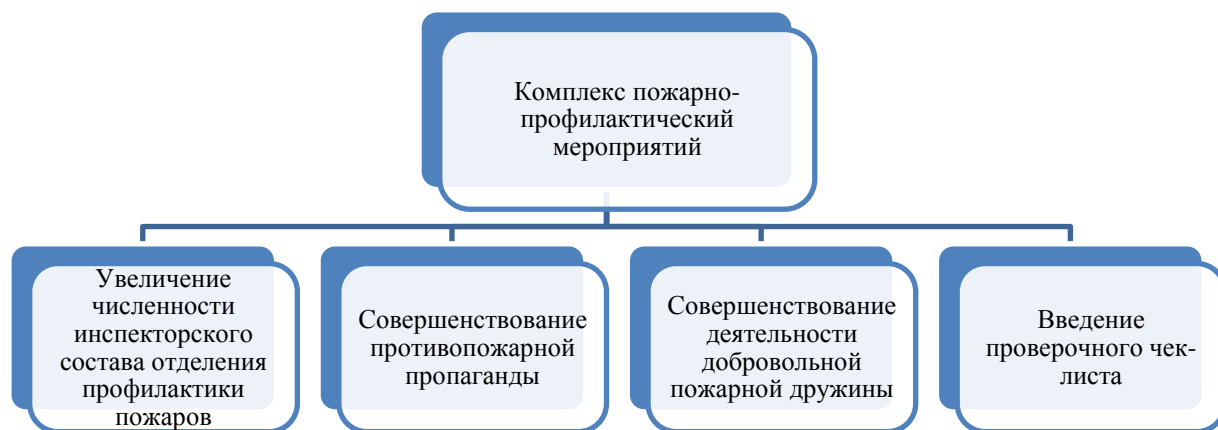 Комплекс пожарно-
профилактический
мероприятий
Увеличение
численности
инспекторского
состава отделения
профилактики
пожаров
Совершенствование
противопожарной
пропаганды
Совершенствование
деятельности
добровольной
пожарной дружины
Введение
проверочного чек-
листа